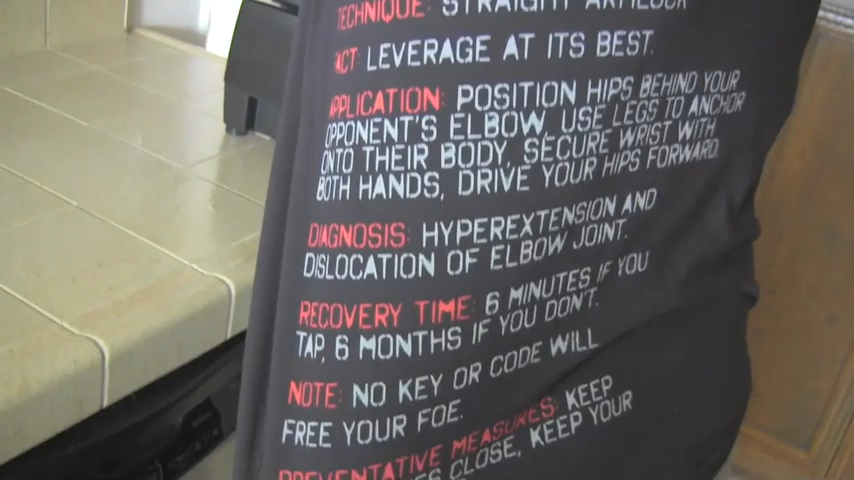 TECHNIQUE: STRAIGHT ARMLOCK
ACT: LEVERAGE AT ITS BEST.
APPLICATION: POSITION HIPS BEHIND YOUR
OPPONENT'S ELBOW, USE LEGS TO ANCHOR
ONTO THEIR BODY, SECURE WRIST WITH
BOTH HANDS, DRIVE YOUR HIPS FORWARD.
DIAGNOSIS: HYPEREXTENSION AND
DISLOCATION OF ELBOW JOINT.
RECOVERY TIME: 6 MINUTES IF YOU
TAP, 6 MONTHS IF YOU DON'T.
NOTE: NO KEY OR CODE WILL
FREE YOUR FOE.
PREVENTATIVE MEASURES: KEEP
CLOSE, KEEP YOUR